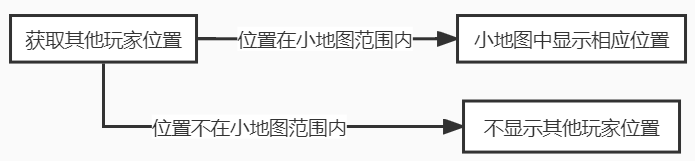 获取其他玩家位置
位置在小地图范围内
小地图中显示相应位置
位置不在小地图范围内
不显示其他玩家位置